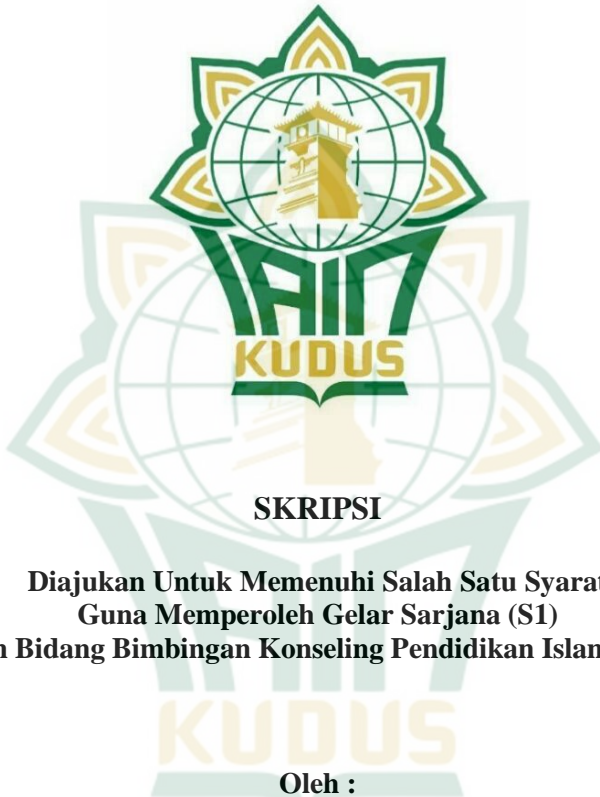 IAIN
KUDUS
SKRIPSI
Diajukan Untuk Memenuhi Salah Satu Syarat
Guna Memperoleh Gelar Sarjana (S1)
Bidang Bimbingan Konseling Pendidikan
KUDUS
Oleh :